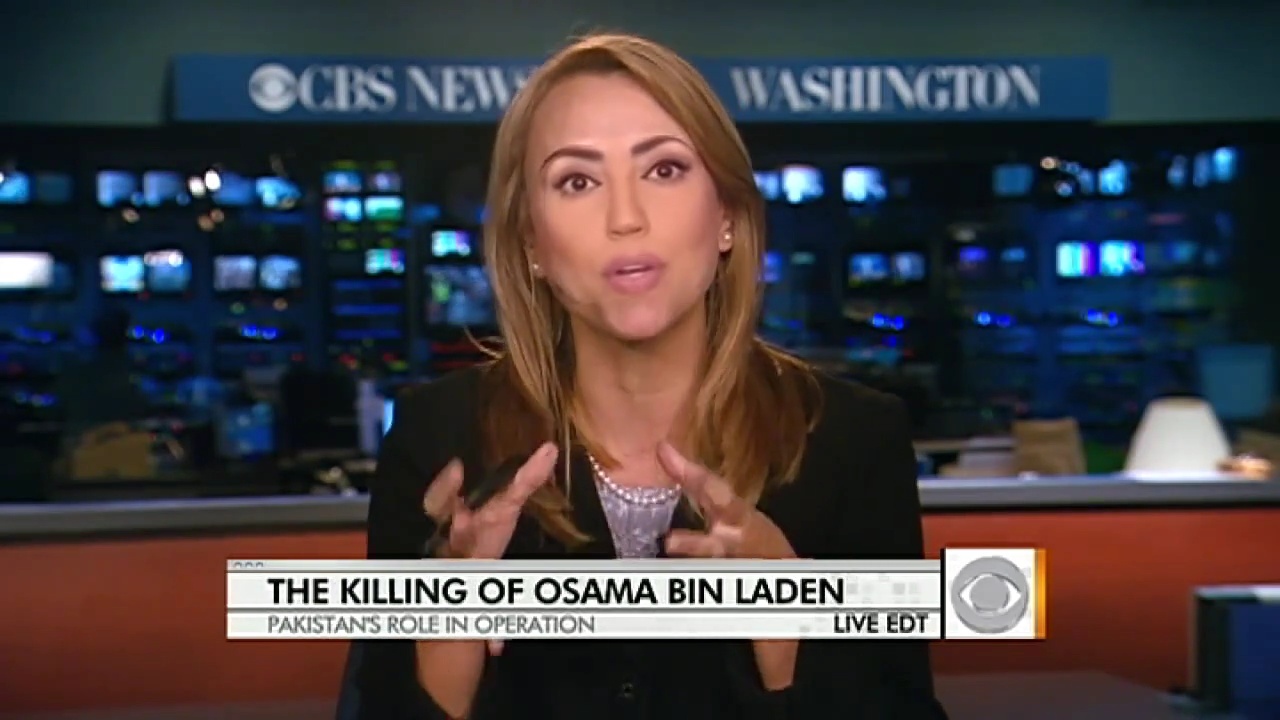 CBS NEWS WASHINGTON
THE KILLING OF OSAMA BIN LADEN
PAKISTAN'S ROLE IN OPERATION
LIVE EDT